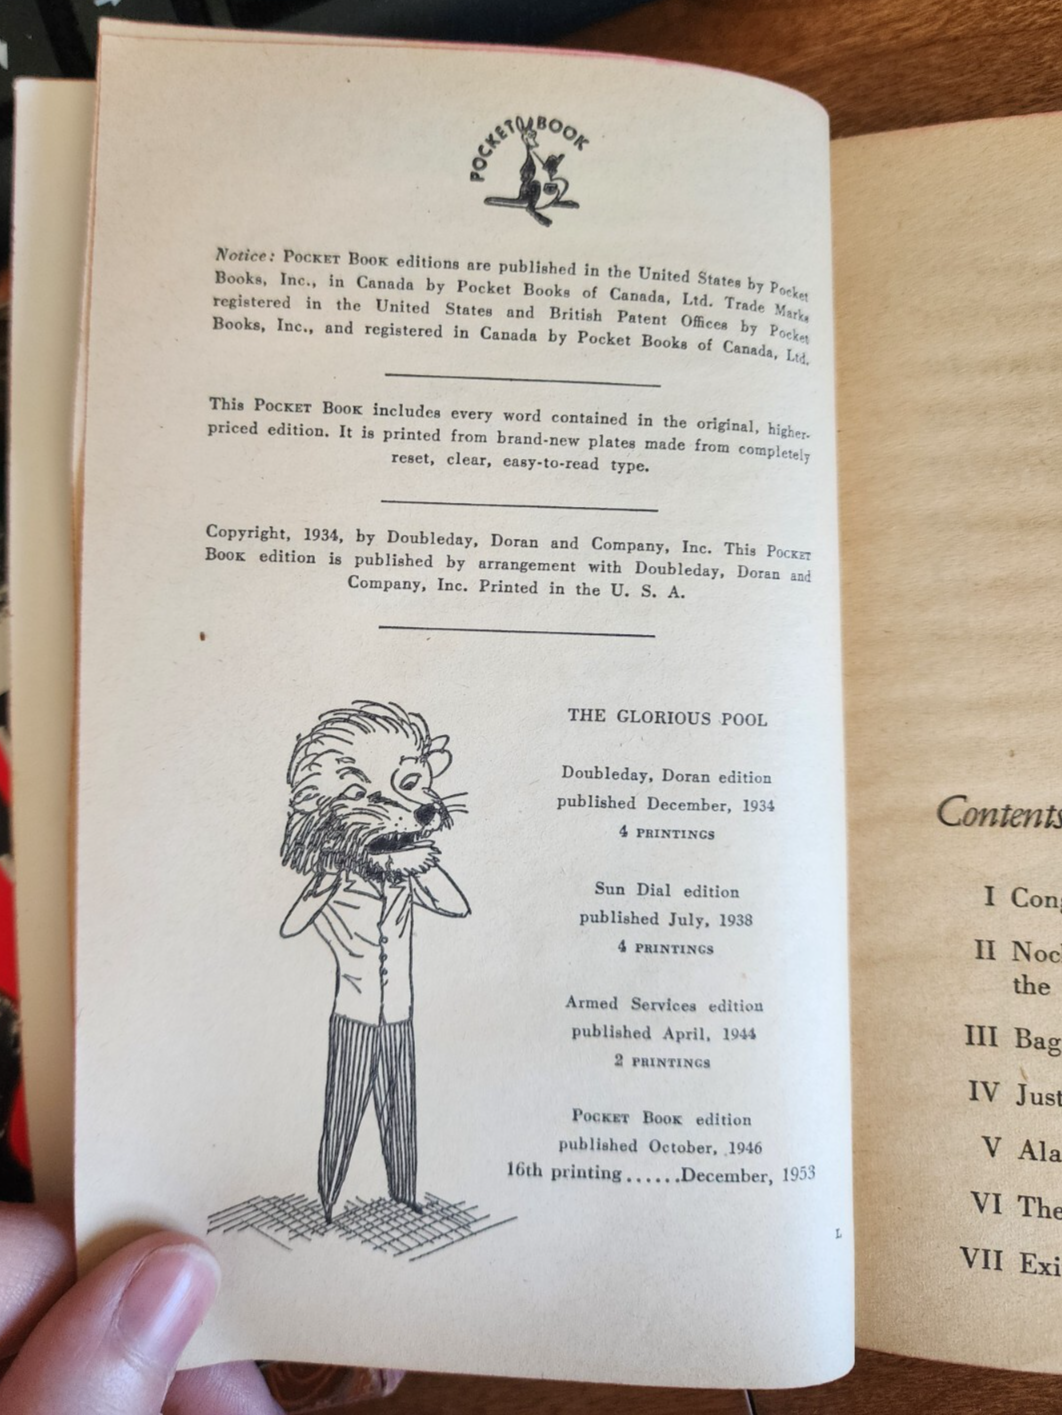 POCKET BOOK
Notice: POCKET BOOK editions are published in the United States by Pocket
Books, Inc., in Canada by Pocket Books of Canada, Ltd. Trade Marks
registered in the United States and British Patent Offices by Pocket
Books, Inc., and registered in Canada by Pocket Books of Canada, Ltd.
This POCKET BOOK includes every word contained in the original, higher-
priced edition. It is printed from brand-new plates made from completely
reset, clear, easy-to-read type.
Copyright, 1934, by Doubleday, Doran and Company, Inc. This POCKET
BOOK edition is published by arrangement with Doubleday, Doran and
Company, Inc. Printed in the U. S. A.
THE GLORIOUS POOL
Doubleday, Doran edition
published December, 1934
4 PRINTINGS
Sun Dial edition
published July, 1938
4 PRINTINGS
Armed Services edition
published April, 1944
2 PRINTINGS
POCKET BOOK edition
published October, 1946
16th printing......December, 1953
L
Contents
I Con
II Noc
the
III Bag
IV Just
V Ala
VI The
VII Exi